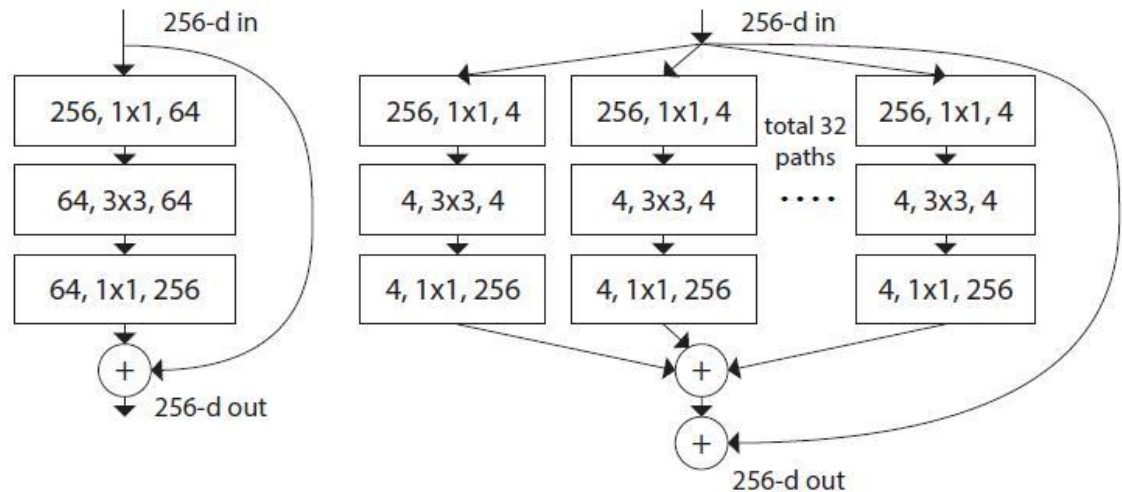 256-d in
256, 1x1, 64
64, 3x3, 64
64, 1x1, 256
+
256-d out
256-d in
256, 1x1, 4
256, 1x1, 4
total 32
paths
256, 1x1, 4
4, 3x3, 4
4, 3x3, 4
....
4, 3x3, 4
4, 1x1, 256
4, 1x1, 256
4, 1x1, 256
+
+
256-d out